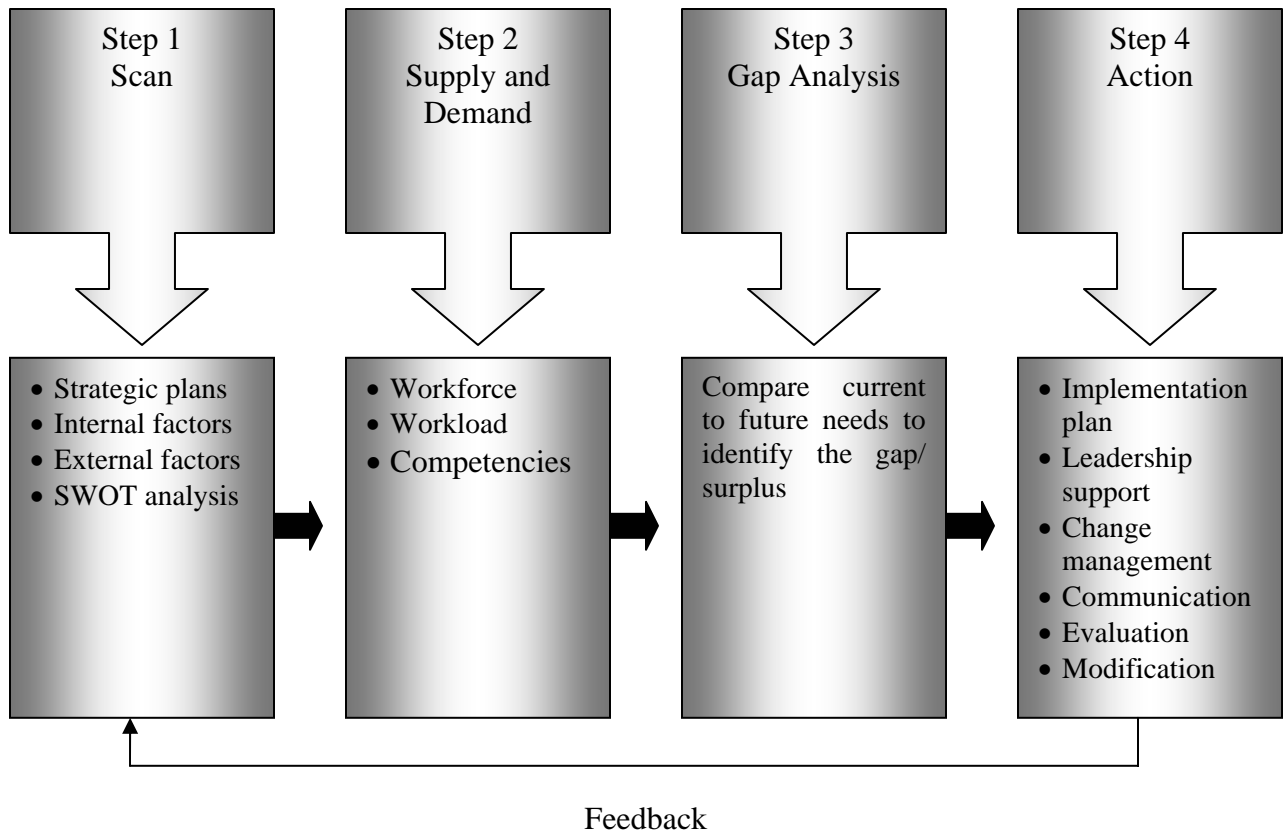 Step 1
Scan
Step 2
Supply and
Demand
Step 3
Gap Analysis
Step 4
Action
• Strategic plans
• Internal factors
• External factors
• SWOT analysis
• Workforce
• Workload
• Competencies
Compare current
to future needs to
identify the gap/
surplus
• Implementation
plan
• Leadership
support
• Change
management
• Communication
• Evaluation
• Modification
Feedback